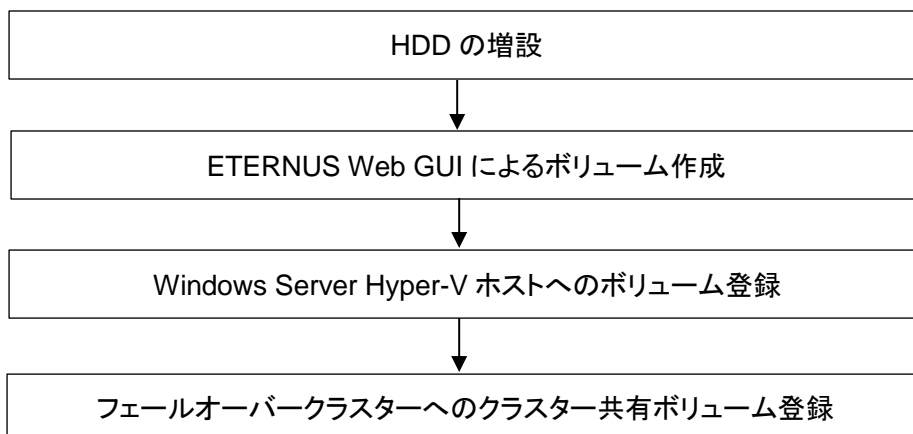 HDD の増設
ETERNUS Web GUI によるボリューム作成
Windows Server Hyper-V ホストへのボリューム登録
フェールオーバークラスターへのクラスター共有ボリューム登録